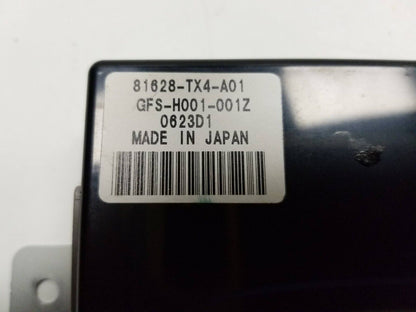 81628-TX4-A01
GFS-H001-001Z
0623D1
MADE IN JAPAN